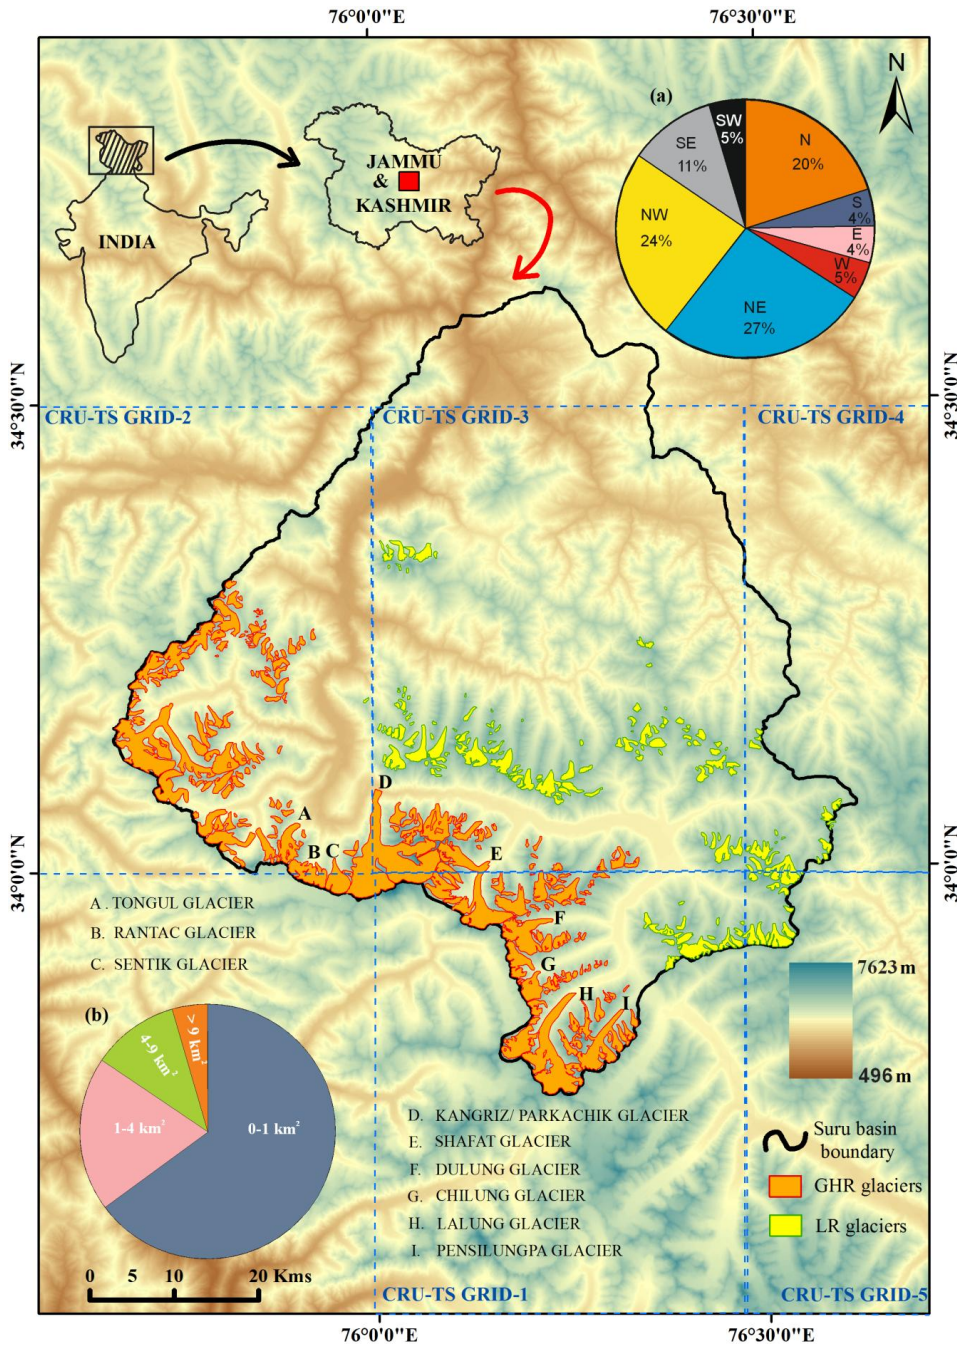 76°0'0"E
76°30'0"E
N
(a)
SW
5%
N
20%
SE
11%
S
4%
E
4%
W
5%
NW
24%
NE
27%
JAMMU
&
KASHMIR
INDIA
34°30'0"N
34°30'0"N
CRU-TS GRID-2
CRU-TS GRID-3
CRU-TS GRID-4
D
A
B
C
E
34°0'0"N
34°0'0"N
F
G
H
I
A . TONGUL GLACIER
B. RANTAC GLACIER
C. SENTIK GLACIER
7623 m
496 m
(b)
> 9 km²
4-9 km²
1-4 km²
0-1 km²
D. KANGRIZ/ PARKACHIK GLACIER
E. SHAFAT GLACIER
F. DULUNG GLACIER
G. CHILUNG GLACIER
H. LALUNG GLACIER
I. PENSILUNGPA GLACIER
Suru basin
boundary
GHR glaciers
LR glaciers
0 5 10 20 Kms
CRU-TS GRID-1
CRU-TS GRID-5
76°0'0"E
76°30'0"E